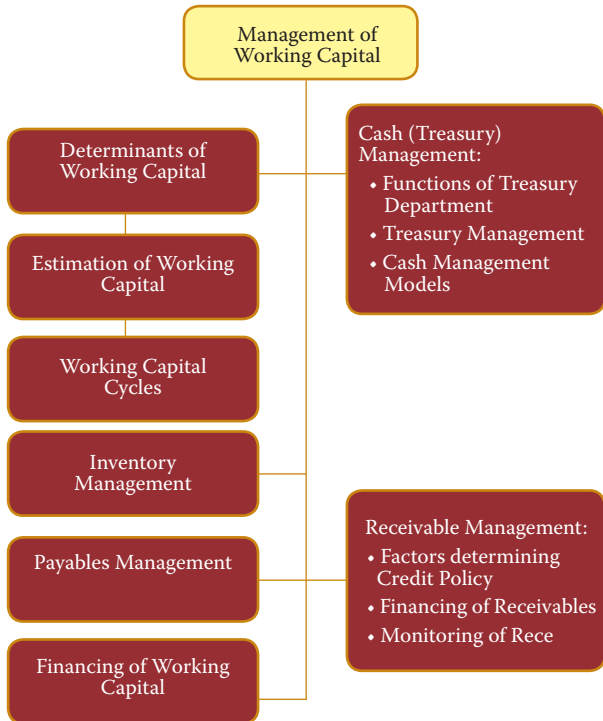 Management of
Working Capital
Determinants of
Working Capital
Estimation of Working
Capital
Working Capital
Cycles
Inventory
Management
Payables Management
Financing of Working
Capital
Cash (Treasury)
Management:
• Functions of Treasury
Department
• Treasury Management
• Cash Management
Models
Receivable Management:
• Factors determining
Credit Policy
• Financing of Receivables
• Monitoring of Rece